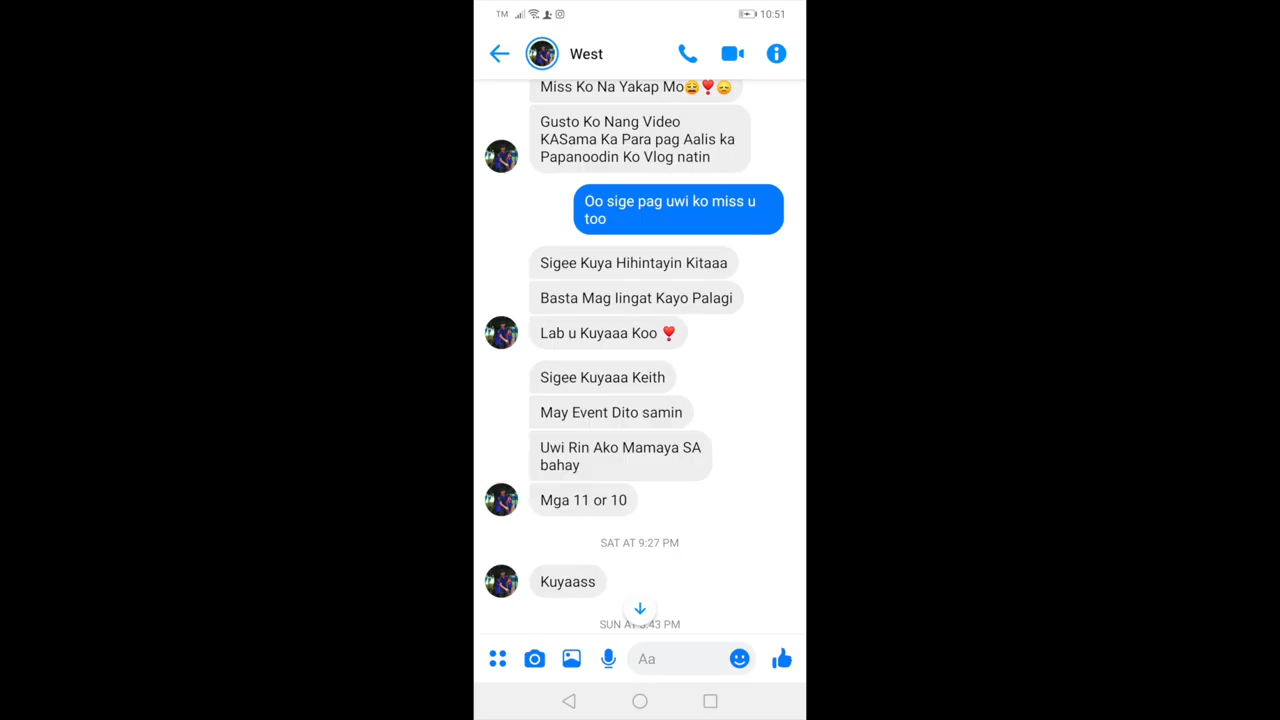 TM 10:51
West
Miss Ko Na Yakap Mo😩❣️😞
Gusto Ko Nang Video
KASama Ka Para pag Aalis ka
Papanoodin Ko Vlog natin
Oo sige pag uwi ko miss u
too
Sigee Kuya Hihintayin Kitaaa
Basta Mag Iingat Kayo Palagi
Lab u Kuyaaa Koo ❣️
Sigee Kuyaaa Keith
May Event Dito samin
Uwi Rin Ako Mamaya SA
bahay
Mga 11 or 10
SAT AT 9:27 PM
Kuyaass
SUN AT :43 PM
Aa